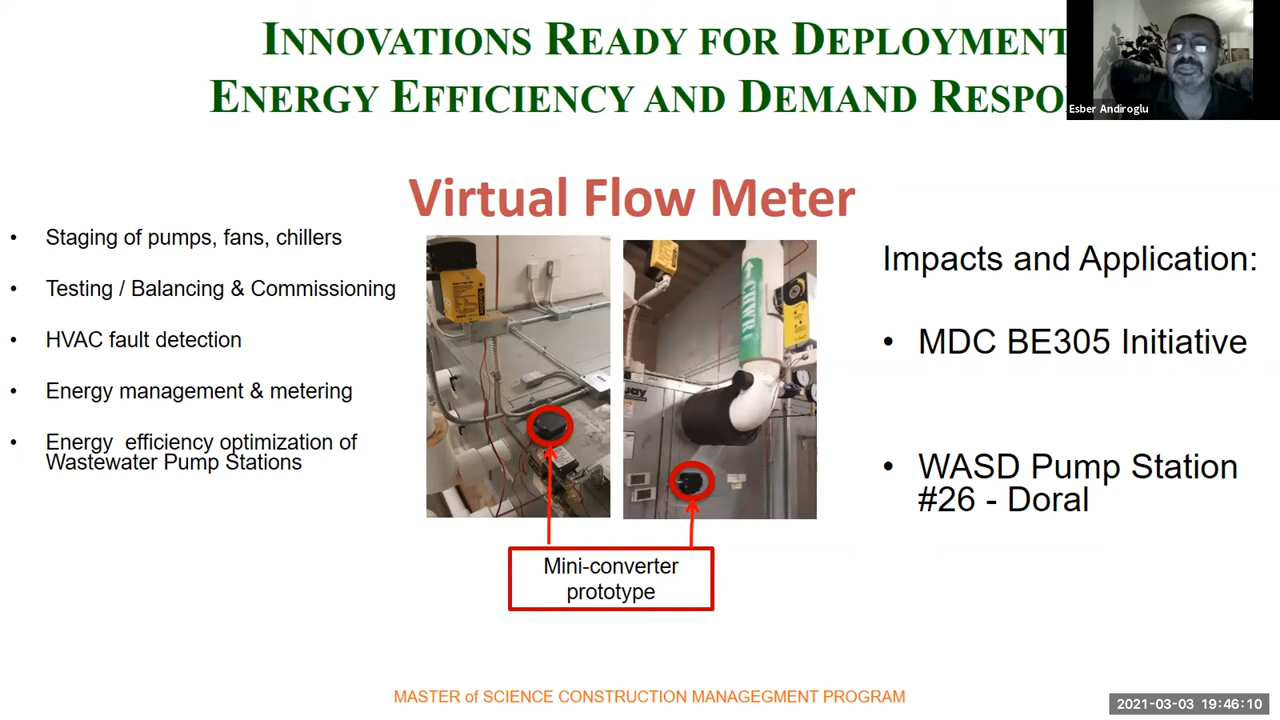 INNOVATIONS READY FOR DEPLOYMENT
ENERGY EFFICIENCY AND DEMAND RESPO
Esber Andiroglu
Virtual Flow Meter
• Staging of pumps, fans, chillers
• Testing / Balancing & Commissioning
• HVAC fault detection
• Energy management & metering
• Energy efficiency optimization of
Wastewater Pump Stations
CHWR
Impacts and Application:
• MDC BE305 Initiative
• WASD Pump Station
#26 - Doral
Mini-converter
prototype
MASTER of SCIENCE CONSTRUCTION MANAGEGMENT PROGRAM
2021-03-03 19:46:10